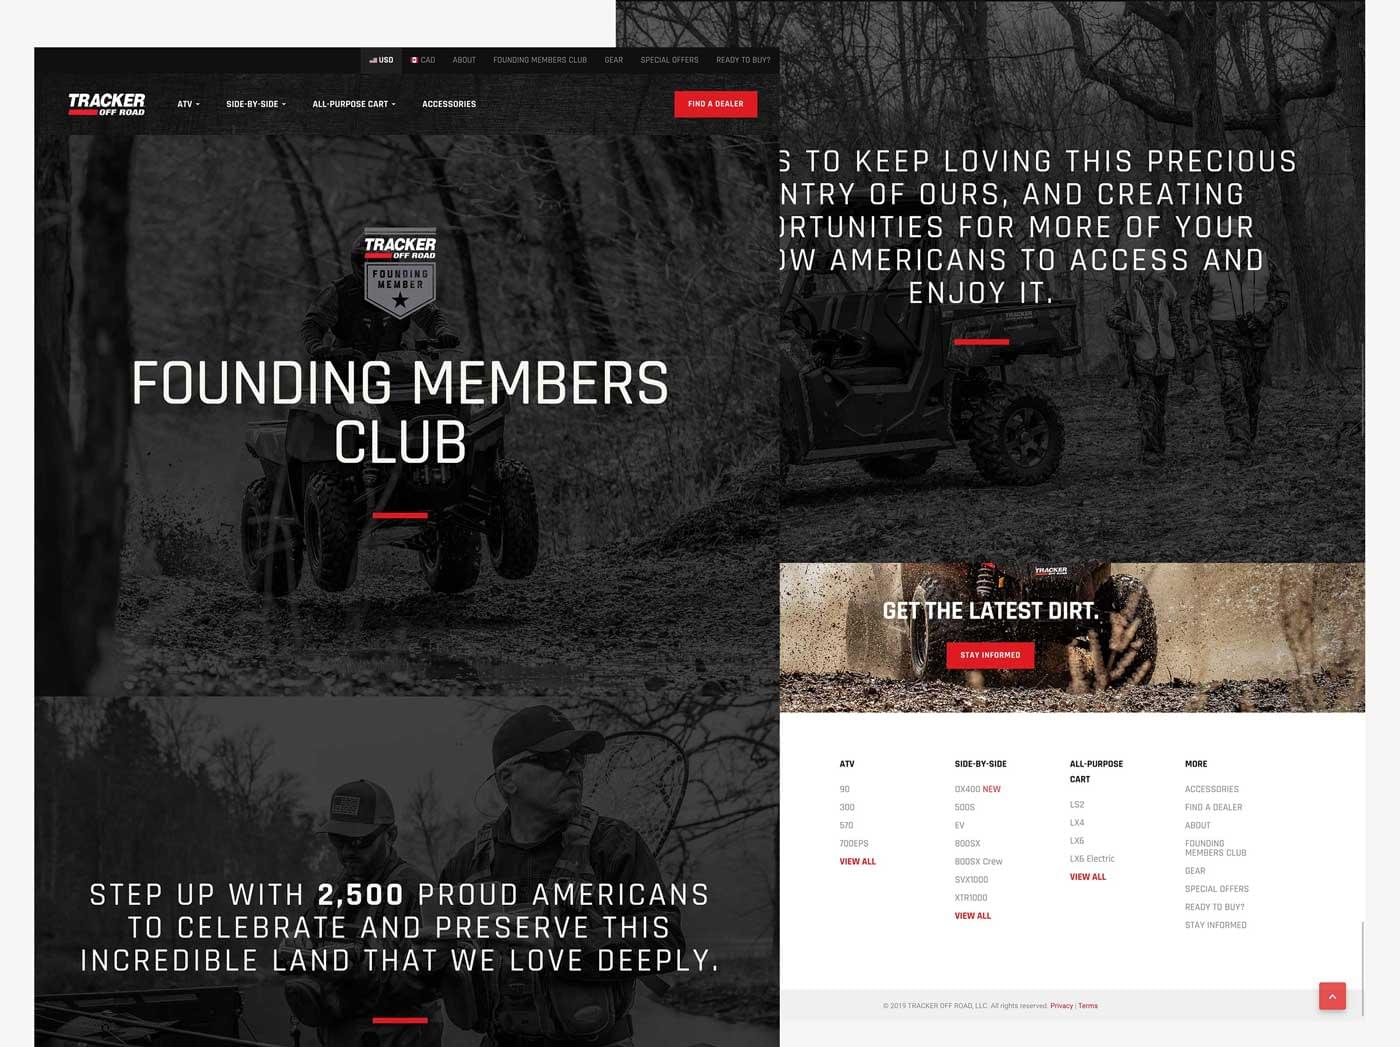 USD
CAD
ABOUT
FOUNDING MEMBERS CLUB
GEAR
SPECIAL OFFERS
READY TO BUY?
TRACKER
OFF ROAD
ATV
SIDE-BY-SIDE
ALL-PURPOSE CART
ACCESSORIES
FIND A DEALER
TRACKER
OFF ROAD
FOUNDING
MEMBER
FOUNDING MEMBERS
CLUB
STEP UP WITH 2,500 PROUD AMERICANS
TO CELEBRATE AND PRESERVE THIS
INCREDIBLE LAND THAT WE LOVE DEEPLY.
S TO KEEP LOVING THIS PRECIOUS
NTRY OF OURS, AND CREATING
ORTUNITIES FOR MORE OF YOUR
OW AMERICANS TO ACCESS AND
ENJOY IT.
TRACKER
TRACKER
OFF ROAD
GET THE LATEST DIRT.
STAY INFORMED
ATV
90
300
570
700EPS
VIEW ALL
SIDE-BY-SIDE
OX400 NEW
500S
EV
800SX
800SX Crew
SVX1000
XTR1000
VIEW ALL
ALL-PURPOSE
CART
LS2
LX4
LX6
LX6 Electric
VIEW ALL
MORE
ACCESSORIES
FIND A DEALER
ABOUT
FOUNDING
MEMBERS CLUB
GEAR
SPECIAL OFFERS
READY TO BUY?
STAY INFORMED
© 2019 TRACKER OFF ROAD, LLC. All rights reserved. Privacy | Terms